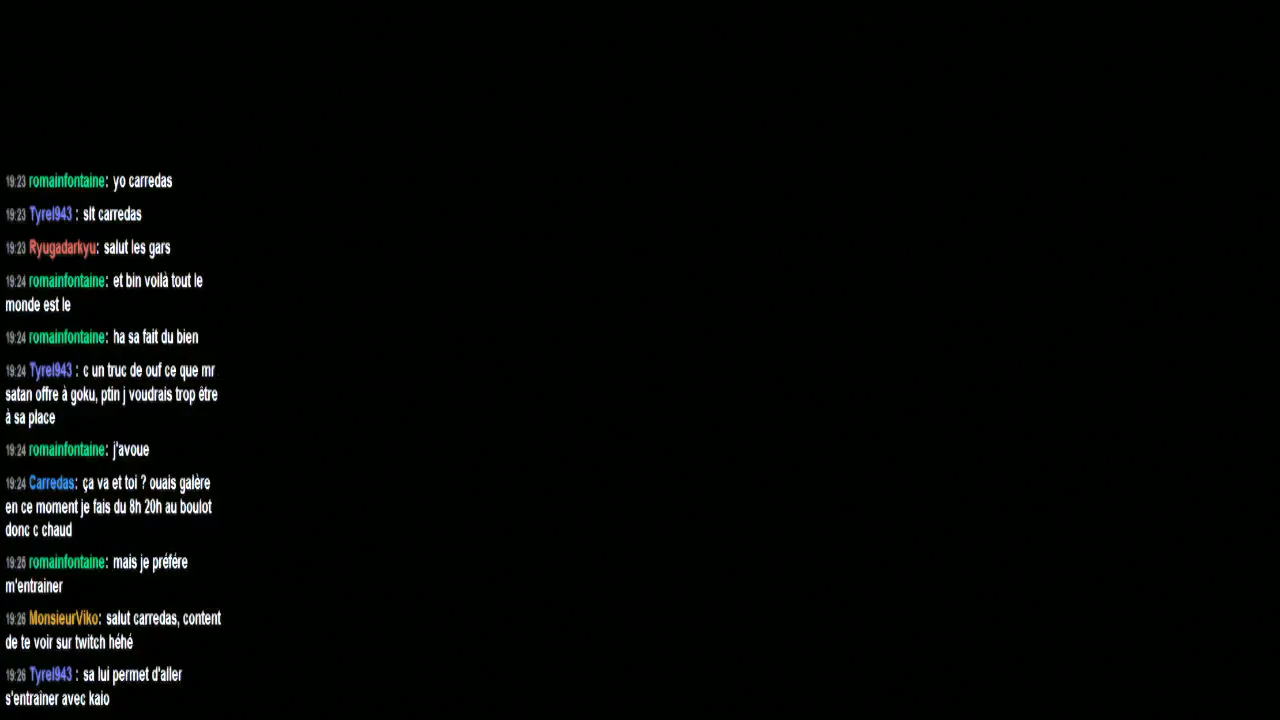 19:23 romainfontaine: yo carredas
19:23 Tyrel943 : slt carredas
19:23 Ryugadarkyu: salut les gars
19:24 romainfontaine: et bin voilà tout le
monde est le
19:24 romainfontaine: ha sa fait du bien
19:24 Tyrel943 : c un truc de ouf ce que mr
satan offre à goku, ptin j voudrais trop être
à sa place
19:24 romainfontaine: j'avoue
19:24 Carredas: ça va et toi ? ouais galère
en ce moment je fais du 8h 20h au boulot
donc c chaud
19:25 romainfontaine: mais je préfére
m'entrainer
19:26 MonsieurViko: salut carredas, content
de te voir sur twitch héhé
19:26 Tyrel943 : sa lui permet d'aller
s'entraîner avec kaio